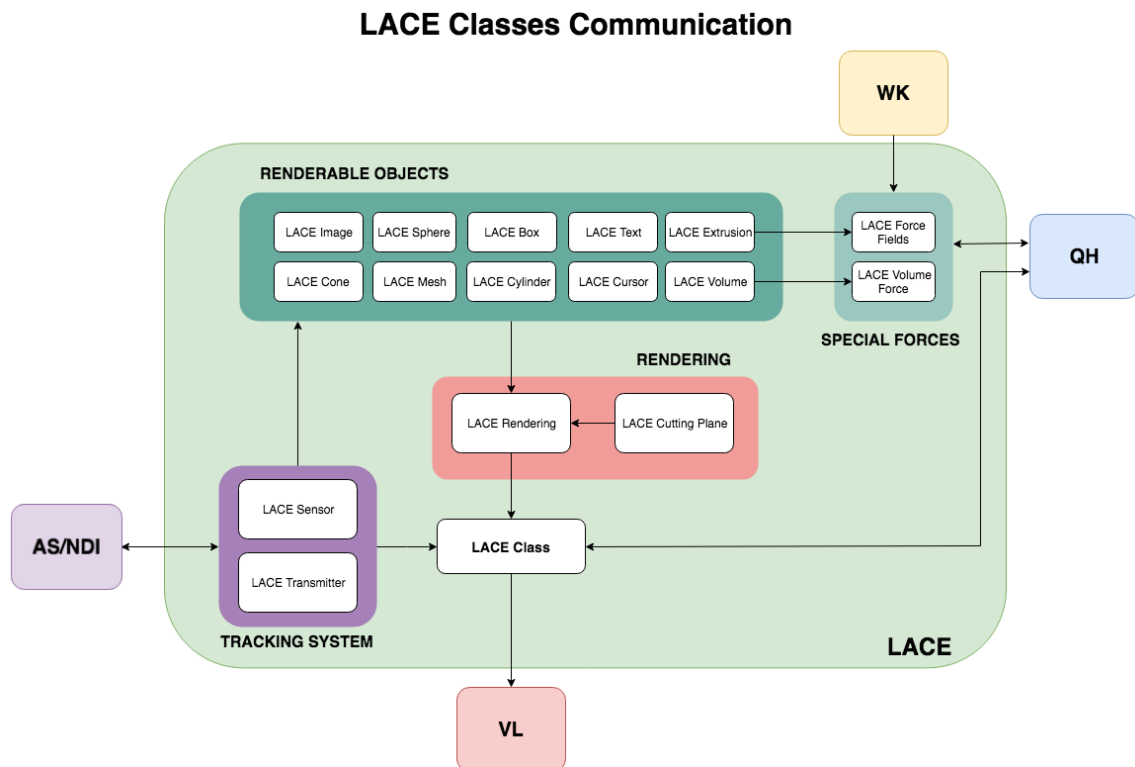 LACE Classes Communication
WK
RENDERABLE OBJECTS
LACE Image
LACE Sphere
LACE Box
LACE Text
LACE Extrusion
LACE Force
Fields
LACE Cone
LACE Mesh
LACE Cylinder
LACE Cursor
LACE Volume
LACE Volume
Force
QH
SPECIAL FORCES
RENDERING
LACE Rendering
LACE Cutting Plane
LACE Sensor
LACE Transmitter
TRACKING SYSTEM
AS/NDI
LACE Class
LACE
VL